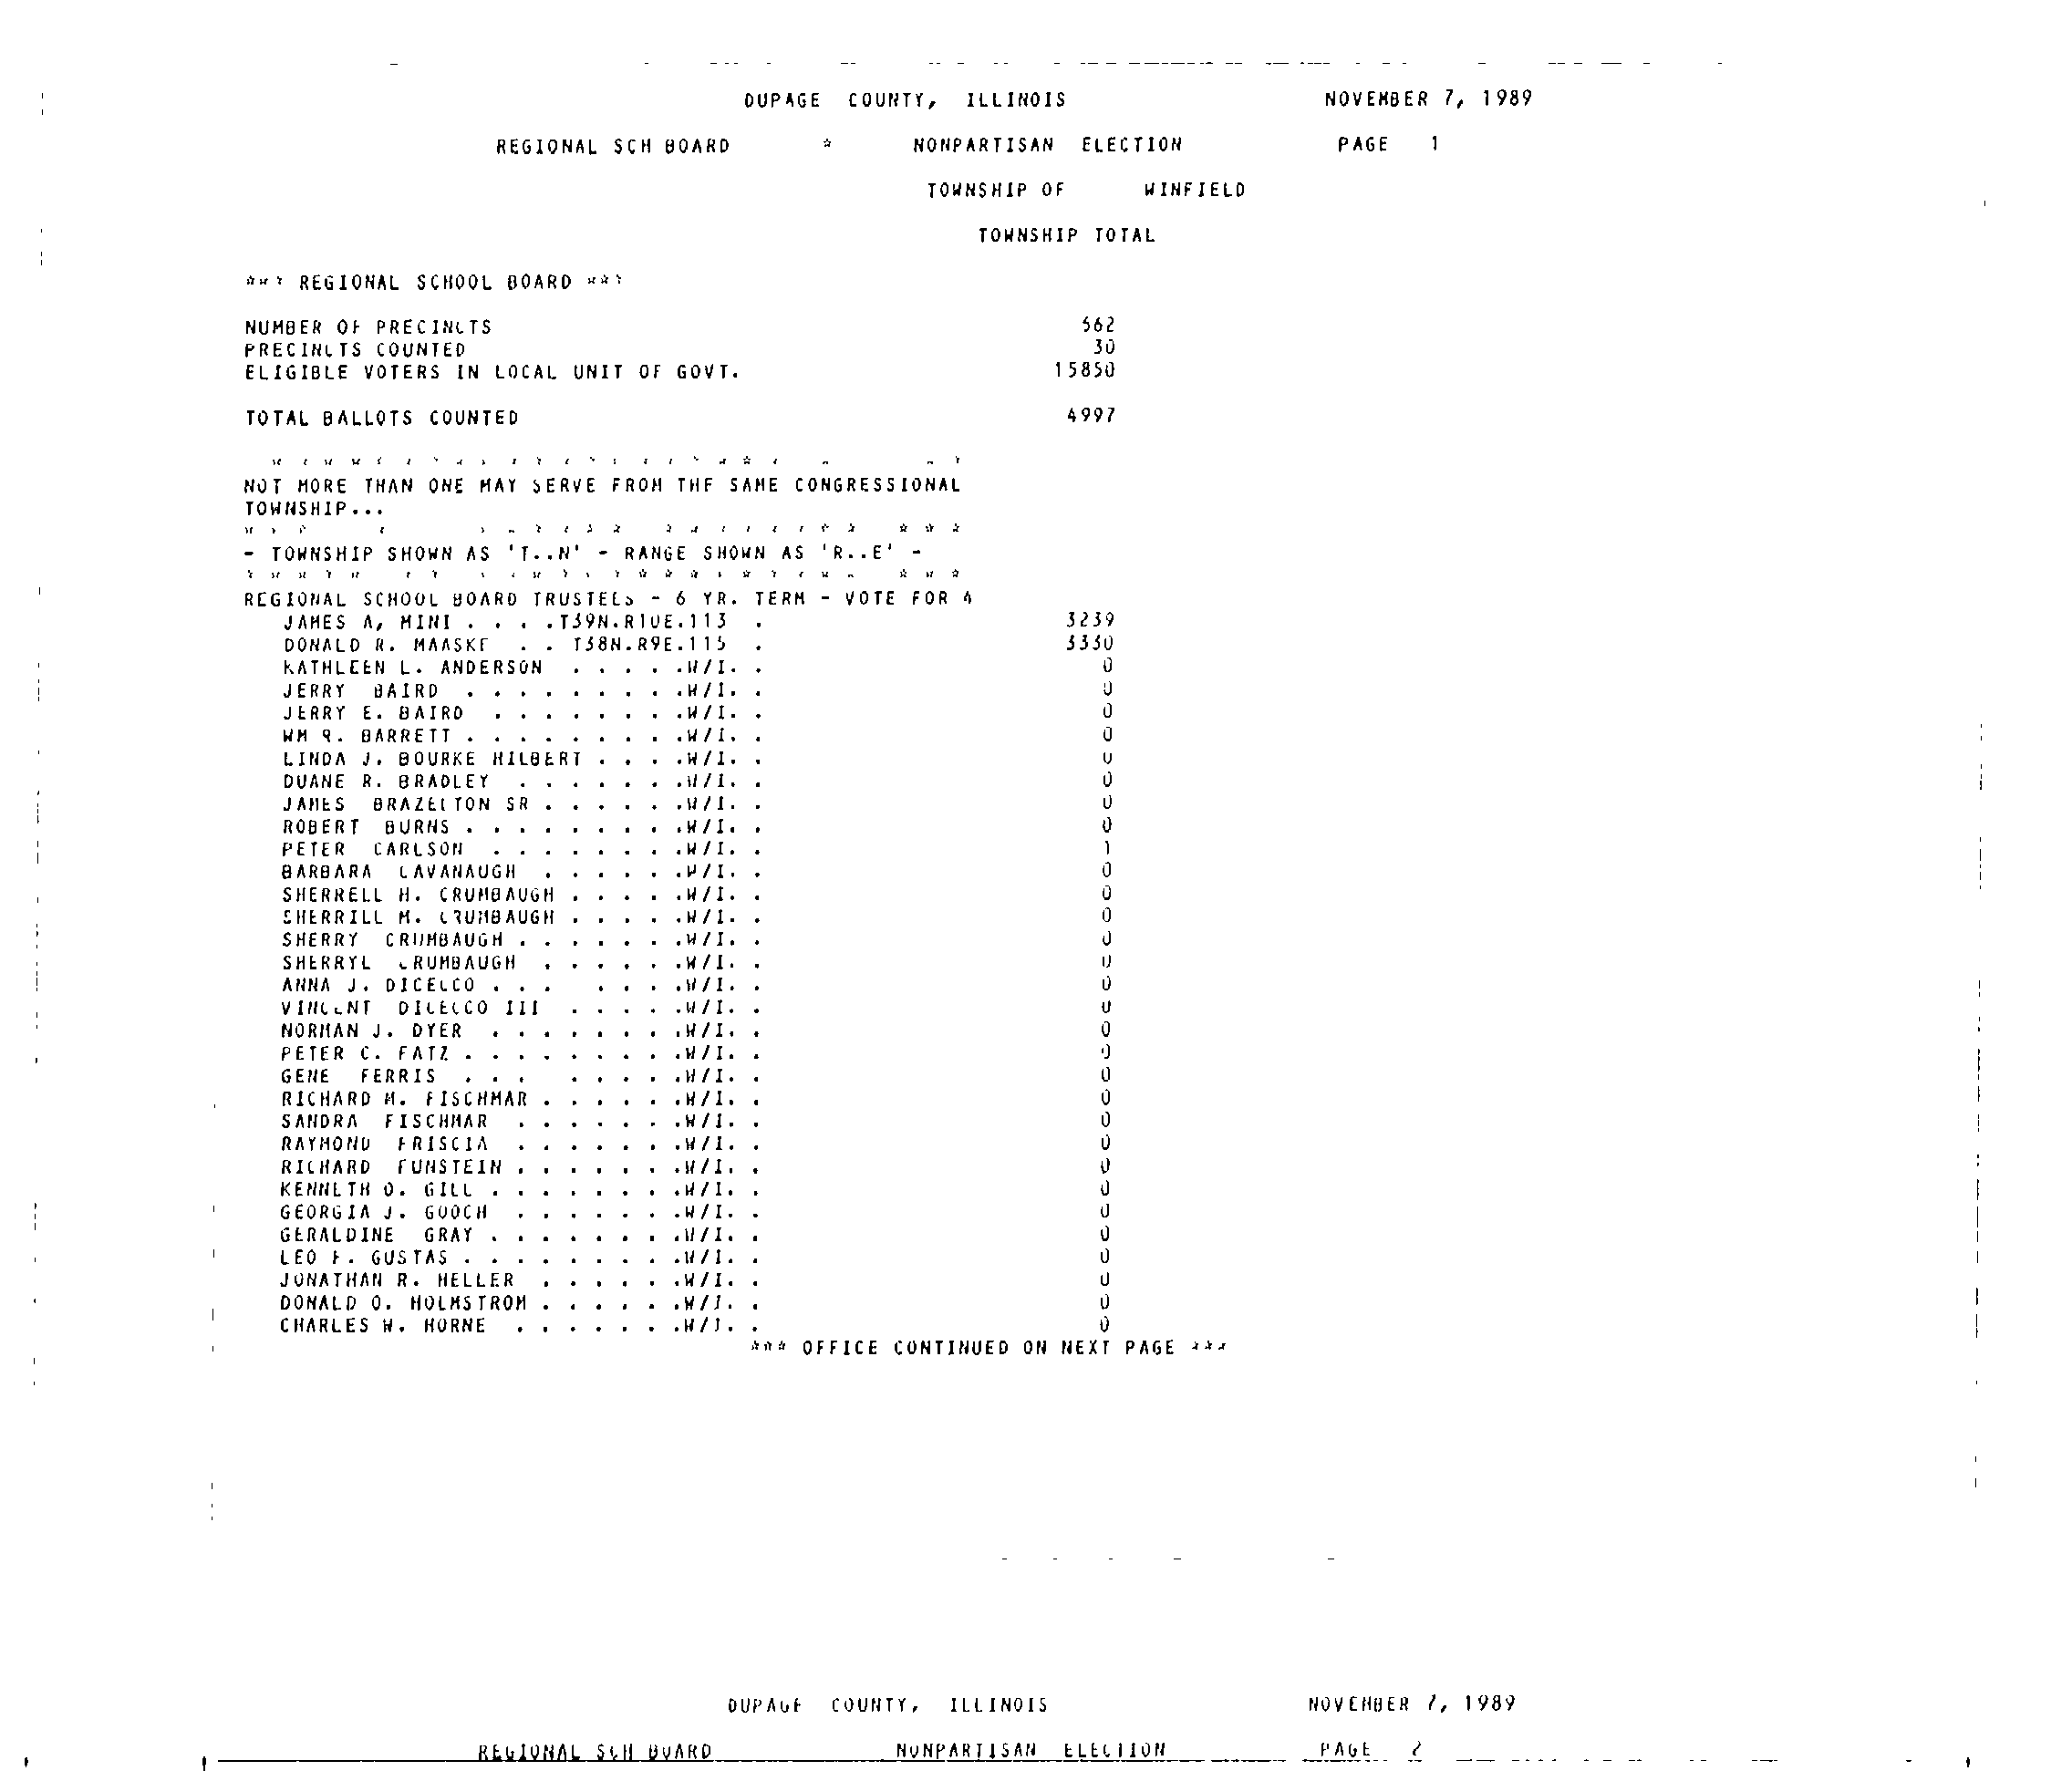 DUPAGE COUNTY, ILLINOIS NOVEMBER 7, 1989
REGIONAL SCH BOARD * NONPARTISAN ELECTION PAGE 1
TOWNSHIP OF WINFIELD
TOWNSHIP TOTAL
*** REGIONAL SCHOOL BOARD ***
NUMBER OF PRECINCTS 562
PRECINCTS COUNTED 30
ELIGIBLE VOTERS IN LOCAL UNIT OF GOVT. 15850
TOTAL BALLOTS COUNTED 4997
NOT MORE THAN ONE MAY SERVE FROM THE SAME CONGRESSIONAL
TOWNSHIP...
- TOWNSHIP SHOWN AS 'T..N' - RANGE SHOWN AS 'R..E' -
REGIONAL SCHOOL BOARD TRUSTEES - 6 YR. TERM - VOTE FOR 4
JAMES A, MINI . . . .T39N.R10E.113 . 3239
DONALD R. MAASKE . . T38N.R9E.115 . 3330
KATHLEEN L. ANDERSON . . . . .W/I. . 0
JERRY BAIRD . . . . . . . . .W/I. . 0
JERRY E. BAIRD . . . . . . . .W/I. . 0
WM R. BARRETT . . . . . . . . .W/I. . 0
LINDA J. BOURKE HILBERT . . . .W/I. . 0
DUANE R. BRADLEY . . . . . . .W/I. . 0
JAMES BRAZELTON SR . . . . . .W/I. . 0
ROBERT BURNS . . . . . . . . .W/I. . 0
PETER CARLSON . . . . . . . .W/I. . 1
BARBARA CAVANAUGH . . . . . .W/I. . 0
SHERRELL H. CRUMBAUGH . . . . .W/I. . 0
SHERRILL M. CRUMBAUGH . . . . .W/I. . 0
SHERRY CRUMBAUGH . . . . . . .W/I. . 0
SHERRYL CRUMBAUGH . . . . . .W/I. . 0
ANNA J. DICELCO . . . . . . .W/I. . 0
VINCENT DICELCO III . . . . .W/I. . 0
NORMAN J. DYER . . . . . . . .W/I. . 0
PETER C. FATZ . . . . . . . . .W/I. . 0
GENE FERRIS . . . . . . . . .W/I. . 0
RICHARD M. FISCHMAR . . . . . .W/I. . 0
SANDRA FISCHMAR . . . . . . .W/I. . 0
RAYMOND FRISCIA . . . . . . .W/I. . 0
RICHARD FUNSTEIN . . . . . . .W/I. . 0
KENNETH O. GILL . . . . . . . .W/I. . 0
GEORGIA J. GOOCH . . . . . . .W/I. . 0
GERALDINE GRAY . . . . . . . .W/I. . 0
LEO F. GUSTAS . . . . . . . . .W/I. . 0
JONATHAN R. HELLER . . . . . .W/I. . 0
DONALD O. HOLMSTROM . . . . . .W/I. . 0
CHARLES W. HORNE . . . . . . .W/I. . 0
*** OFFICE CONTINUED ON NEXT PAGE ***
DUPAGE COUNTY, ILLINOIS NOVEMBER 7, 1989
REGIONAL SCH BOARD NONPARTISAN ELECTION PAGE 2